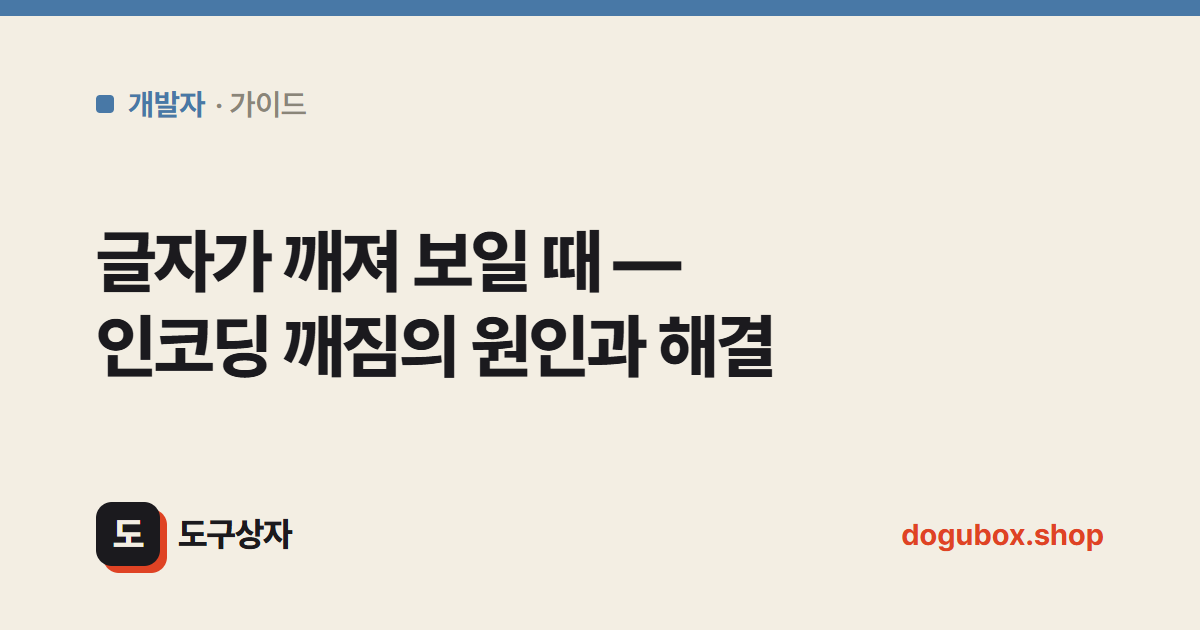 개발자 · 가이드
글자가 깨져 보일 때 —
인코딩 깨짐의 원인과 해결
도 도구상자
dogubox.shop